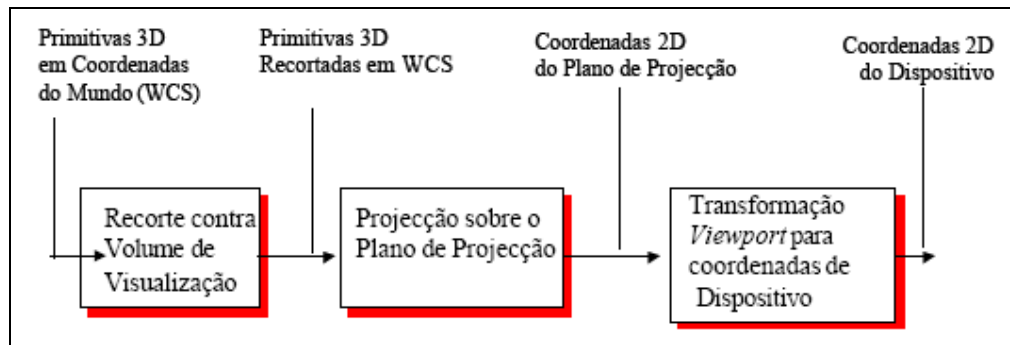 Primitivas 3D
em Coordenadas
do Mundo (WCS)
Primitivas 3D
Recortadas em WCS
Coordenadas 2D
do Plano de Projecção
Coordenadas 2D
do Dispositivo
Recorte contra
Volume de
Visualização
Projecção sobre o
Plano de Projecção
Transformação
Viewport para
coordenadas de
Dispositivo